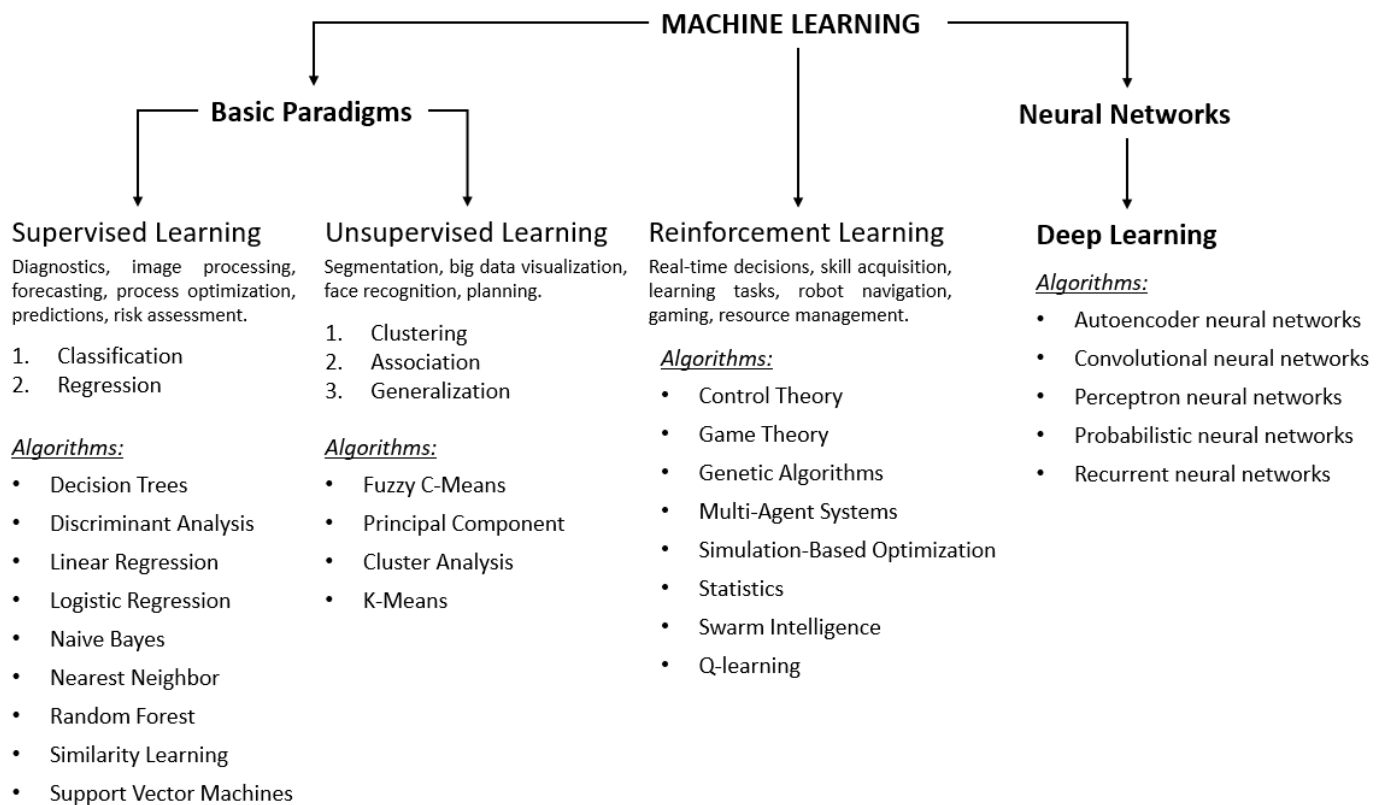 MACHINE LEARNING
Basic Paradigms
Neural Networks
Supervised Learning
Diagnostics, image processing,
forecasting, process optimization,
predictions, risk assessment.
1. Classification
2. Regression
Algorithms:
• Decision Trees
• Discriminant Analysis
• Linear Regression
• Logistic Regression
• Naive Bayes
• Nearest Neighbor
• Random Forest
• Similarity Learning
• Support Vector Machines
Unsupervised Learning
Segmentation, big data visualization,
face recognition, planning.
1. Clustering
2. Association
3. Generalization
Algorithms:
• Fuzzy C-Means
• Principal Component
• Cluster Analysis
• K-Means
Reinforcement Learning
Real-time decisions, skill acquisition,
learning tasks, robot navigation,
gaming, resource management.
Algorithms:
• Control Theory
• Game Theory
• Genetic Algorithms
• Multi-Agent Systems
• Simulation-Based Optimization
• Statistics
• Swarm Intelligence
• Q-learning
Deep Learning
Algorithms:
• Autoencoder neural networks
• Convolutional neural networks
• Perceptron neural networks
• Probabilistic neural networks
• Recurrent neural networks